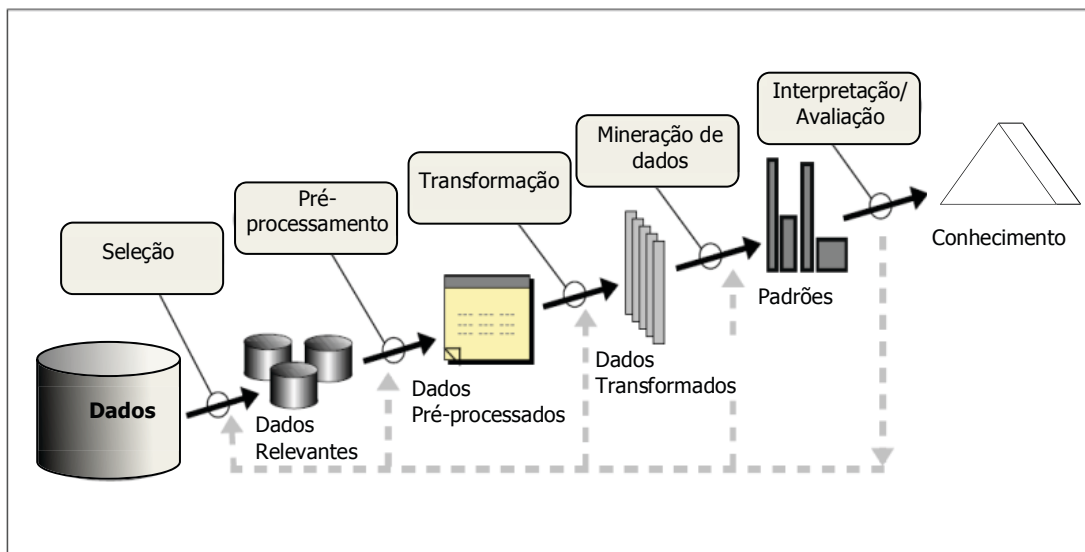 Interpretação/
Avaliação
Mineração de
dados
Transformação
Pré-
processamento
Seleção
Conhecimento
Padrões
Dados
Transformados
Dados
Pré-processados
Dados
Dados
Relevantes